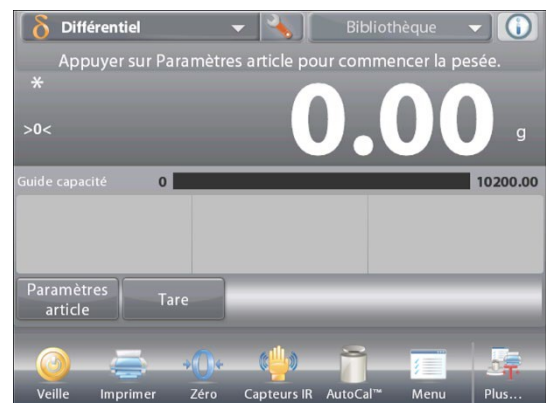 δ Différentiel Bibliothèque
Appuyer sur Paramètres article pour commencer la pesée.
*
0.00 g
>0<
Guide capacité 0 10200.00
Paramètres article Tare
Veille Imprimer Zéro Capteurs IR AutoCal™ Menu Plus...